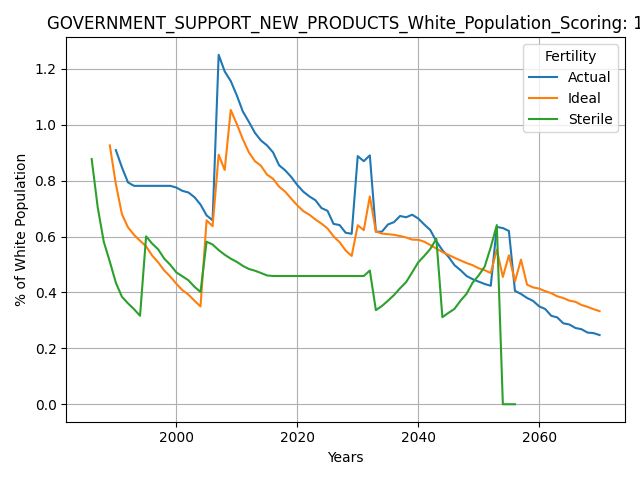 GOVERNMENT_SUPPORT_NEW_PRODUCTS_White_Population_Scoring: 1
Fertility
Actual
Ideal
Sterile
% of White Population
1.2
1.0
0.8
0.6
0.4
0.2
0.0
2000 2020 2040 2060
Years